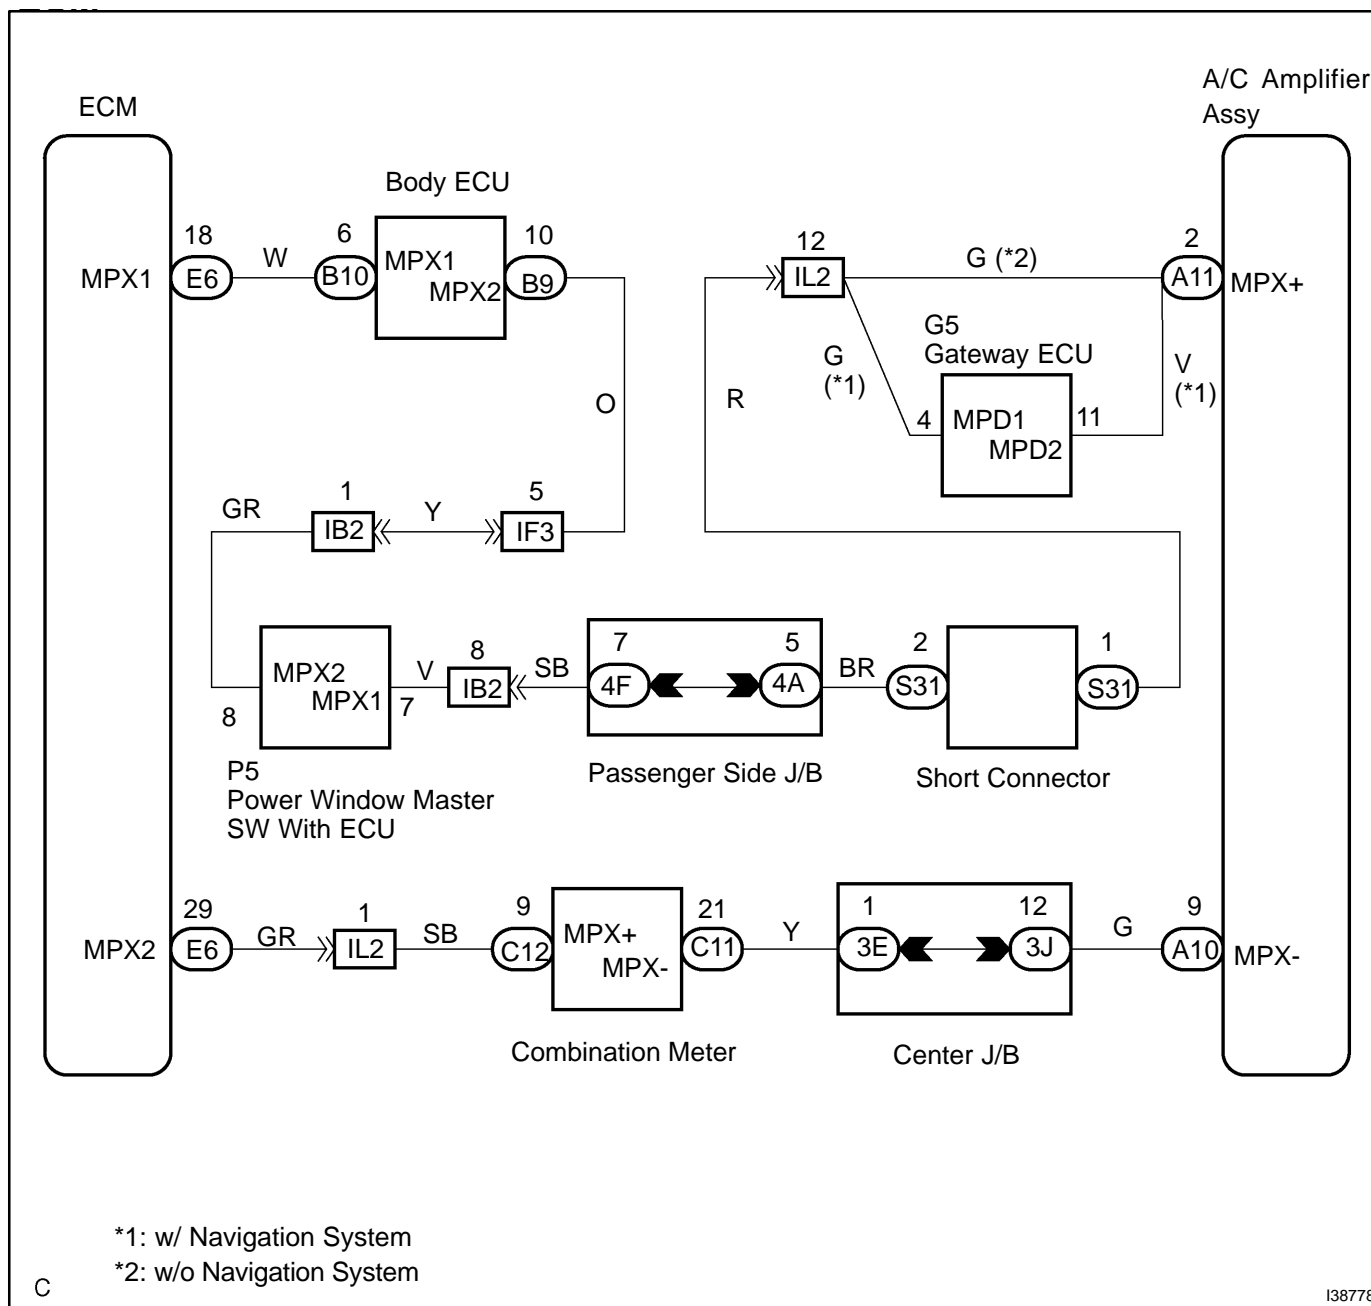 A/C Amplifier
Assy
ECM
Body ECU
18
W
6
10
12
G (*2)
2
MPX1
E6
B10
MPX1
MPX2
B9
IL2
A11
MPX+
G5
Gateway ECU
G
(*1)
V
(*1)
O
R
4
MPD1
MPD2
11
GR
1
Y
5
IB2
IF3
MPX2
MPX1
8
7
V
8
IB2
SB
7
4F
5
4A
BR
2
S31
1
S31
P5
Power Window Master
SW With ECU
Passenger Side J/B
Short Connector
29
GR
1
SB
9
21
Y
1
12
G
9
MPX2
E6
IL2
C12
MPX+
MPX-
C11
3E
3J
A10
MPX-
Combination Meter
Center J/B
*1: w/ Navigation System
*2: w/o Navigation System
C
I38778